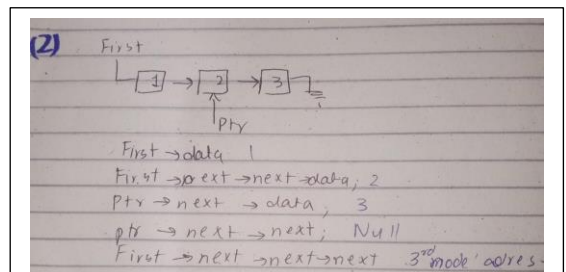 (2) First
1 → 2 → 3
Ptr
First → data 1
First → next → next → data; 2
Ptr → next → data; 3
ptr → next → next; Null
First → next → next → next 3rd mode adres